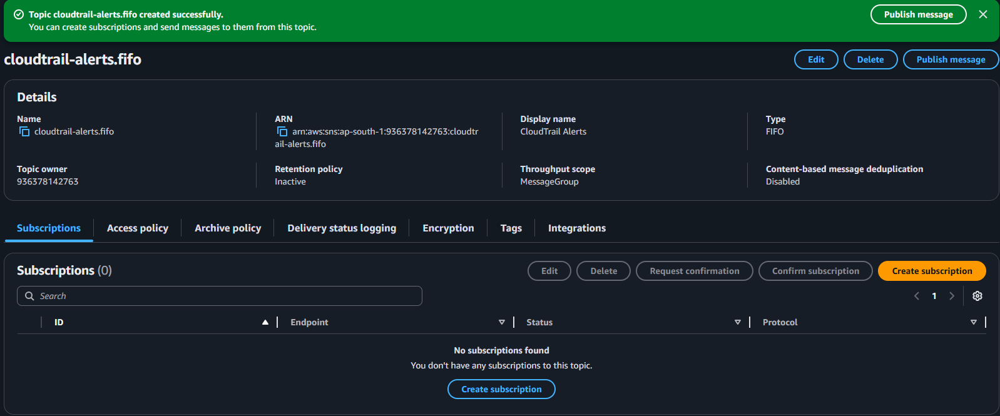 Topic cloudtrail-alerts.fifo created successfully.
You can create subscriptions and send messages to them from this topic.
Publish message
cloudtrail-alerts.fifo
Edit
Delete
Publish message
Details
Name
cloudtrail-alerts.fifo
ARN
arn:aws:sns:ap-south-1:936378142763:cloudtr
ail-alerts.fifo
Display name
CloudTrail Alerts
Type
FIFO
Topic owner
936378142763
Retention policy
Inactive
Throughput scope
MessageGroup
Content-based message deduplication
Disabled
Subscriptions
Access policy
Archive policy
Delivery status logging
Encryption
Tags
Integrations
Subscriptions (0)
Edit
Delete
Request confirmation
Confirm subscription
Create subscription
Search
1
ID
Endpoint
Status
Protocol
No subscriptions found
You don't have any subscriptions to this topic.
Create subscription